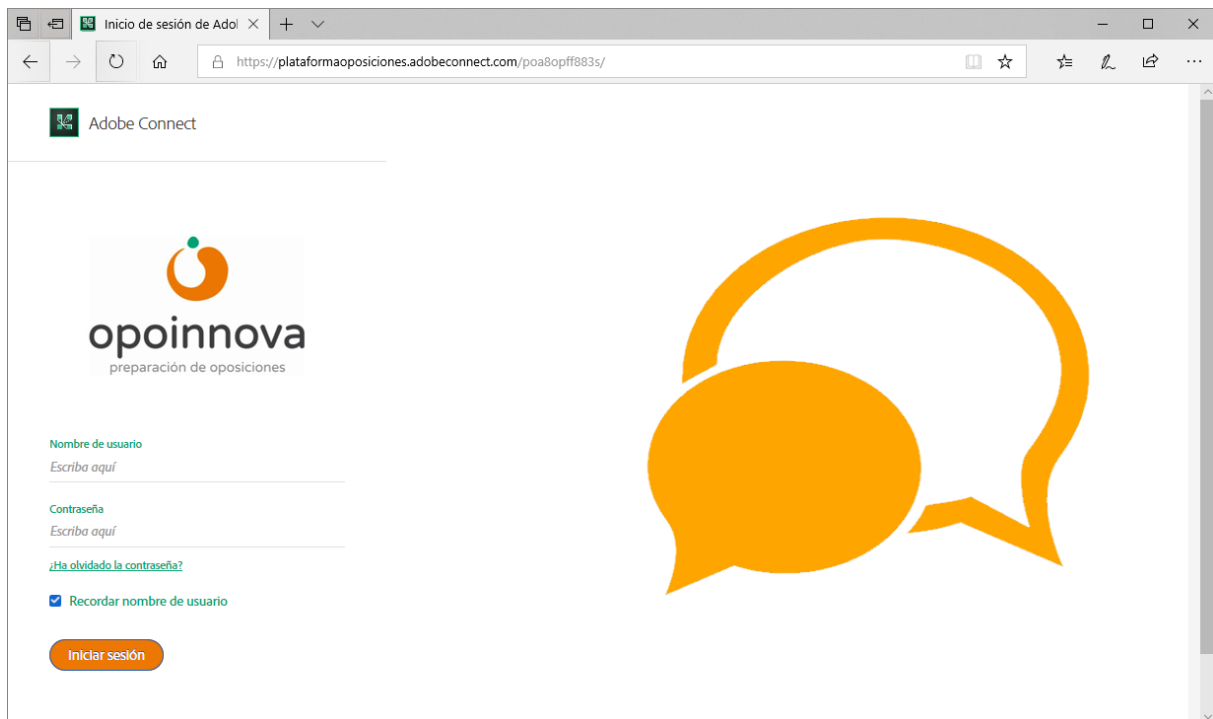 Inicio de sesión de Adol
https://plataformaoposiciones.adobeconnect.com/poa8opff883s/
Adobe Connect
opoinnova
preparación de oposiciones
Nombre de usuario
Escriba aquí
Contraseña
Escriba aquí
¿Ha olvidado la contraseña?
Recordar nombre de usuario
Iniciar sesión